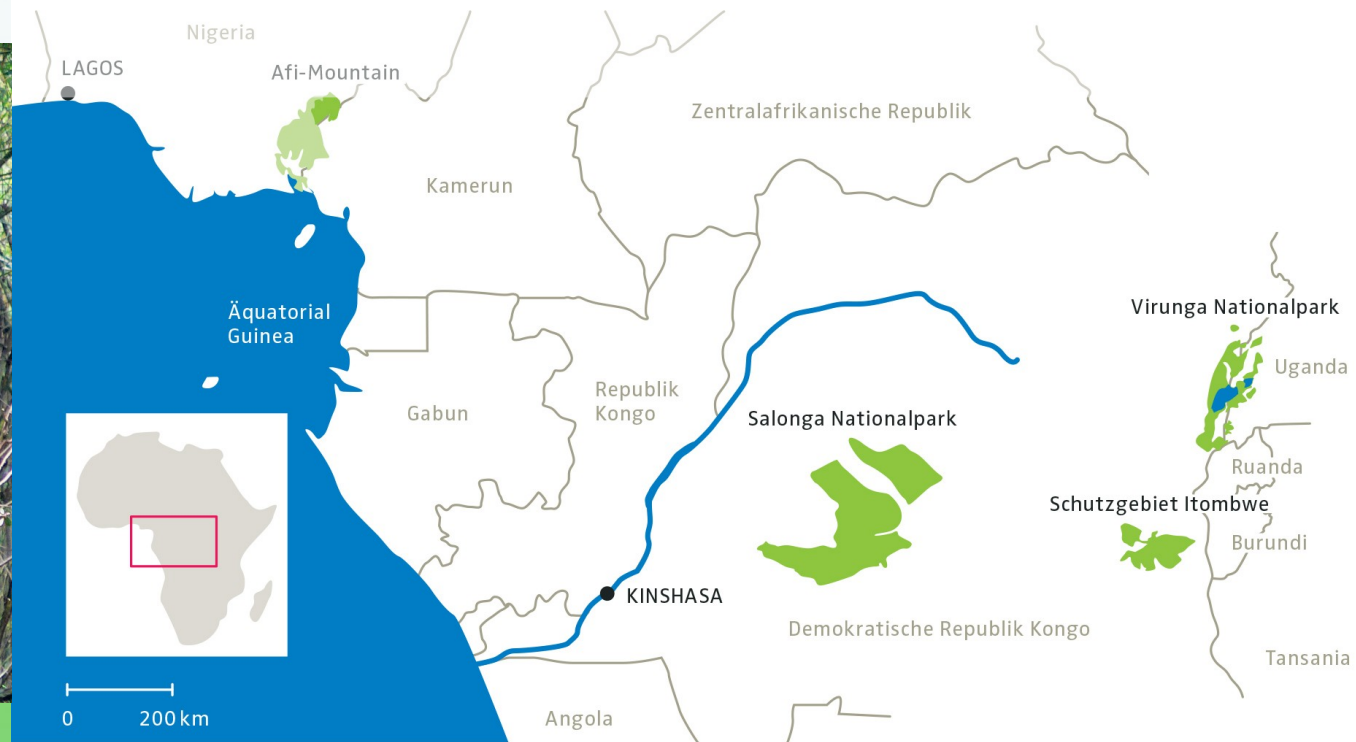 Nigeria
LAGOS
Afi-Mountain
Zentralafrikanische Republik
Kamerun
Äquatorial
Guinea
Virunga Nationalpark
Uganda
Republik
Kongo
Gabun
Salonga Nationalpark
Ruanda
Schutzgebiet Itombwe
Burundi
KINSHASA
Demokratische Republik Kongo
Tansania
0 200 km
Angola